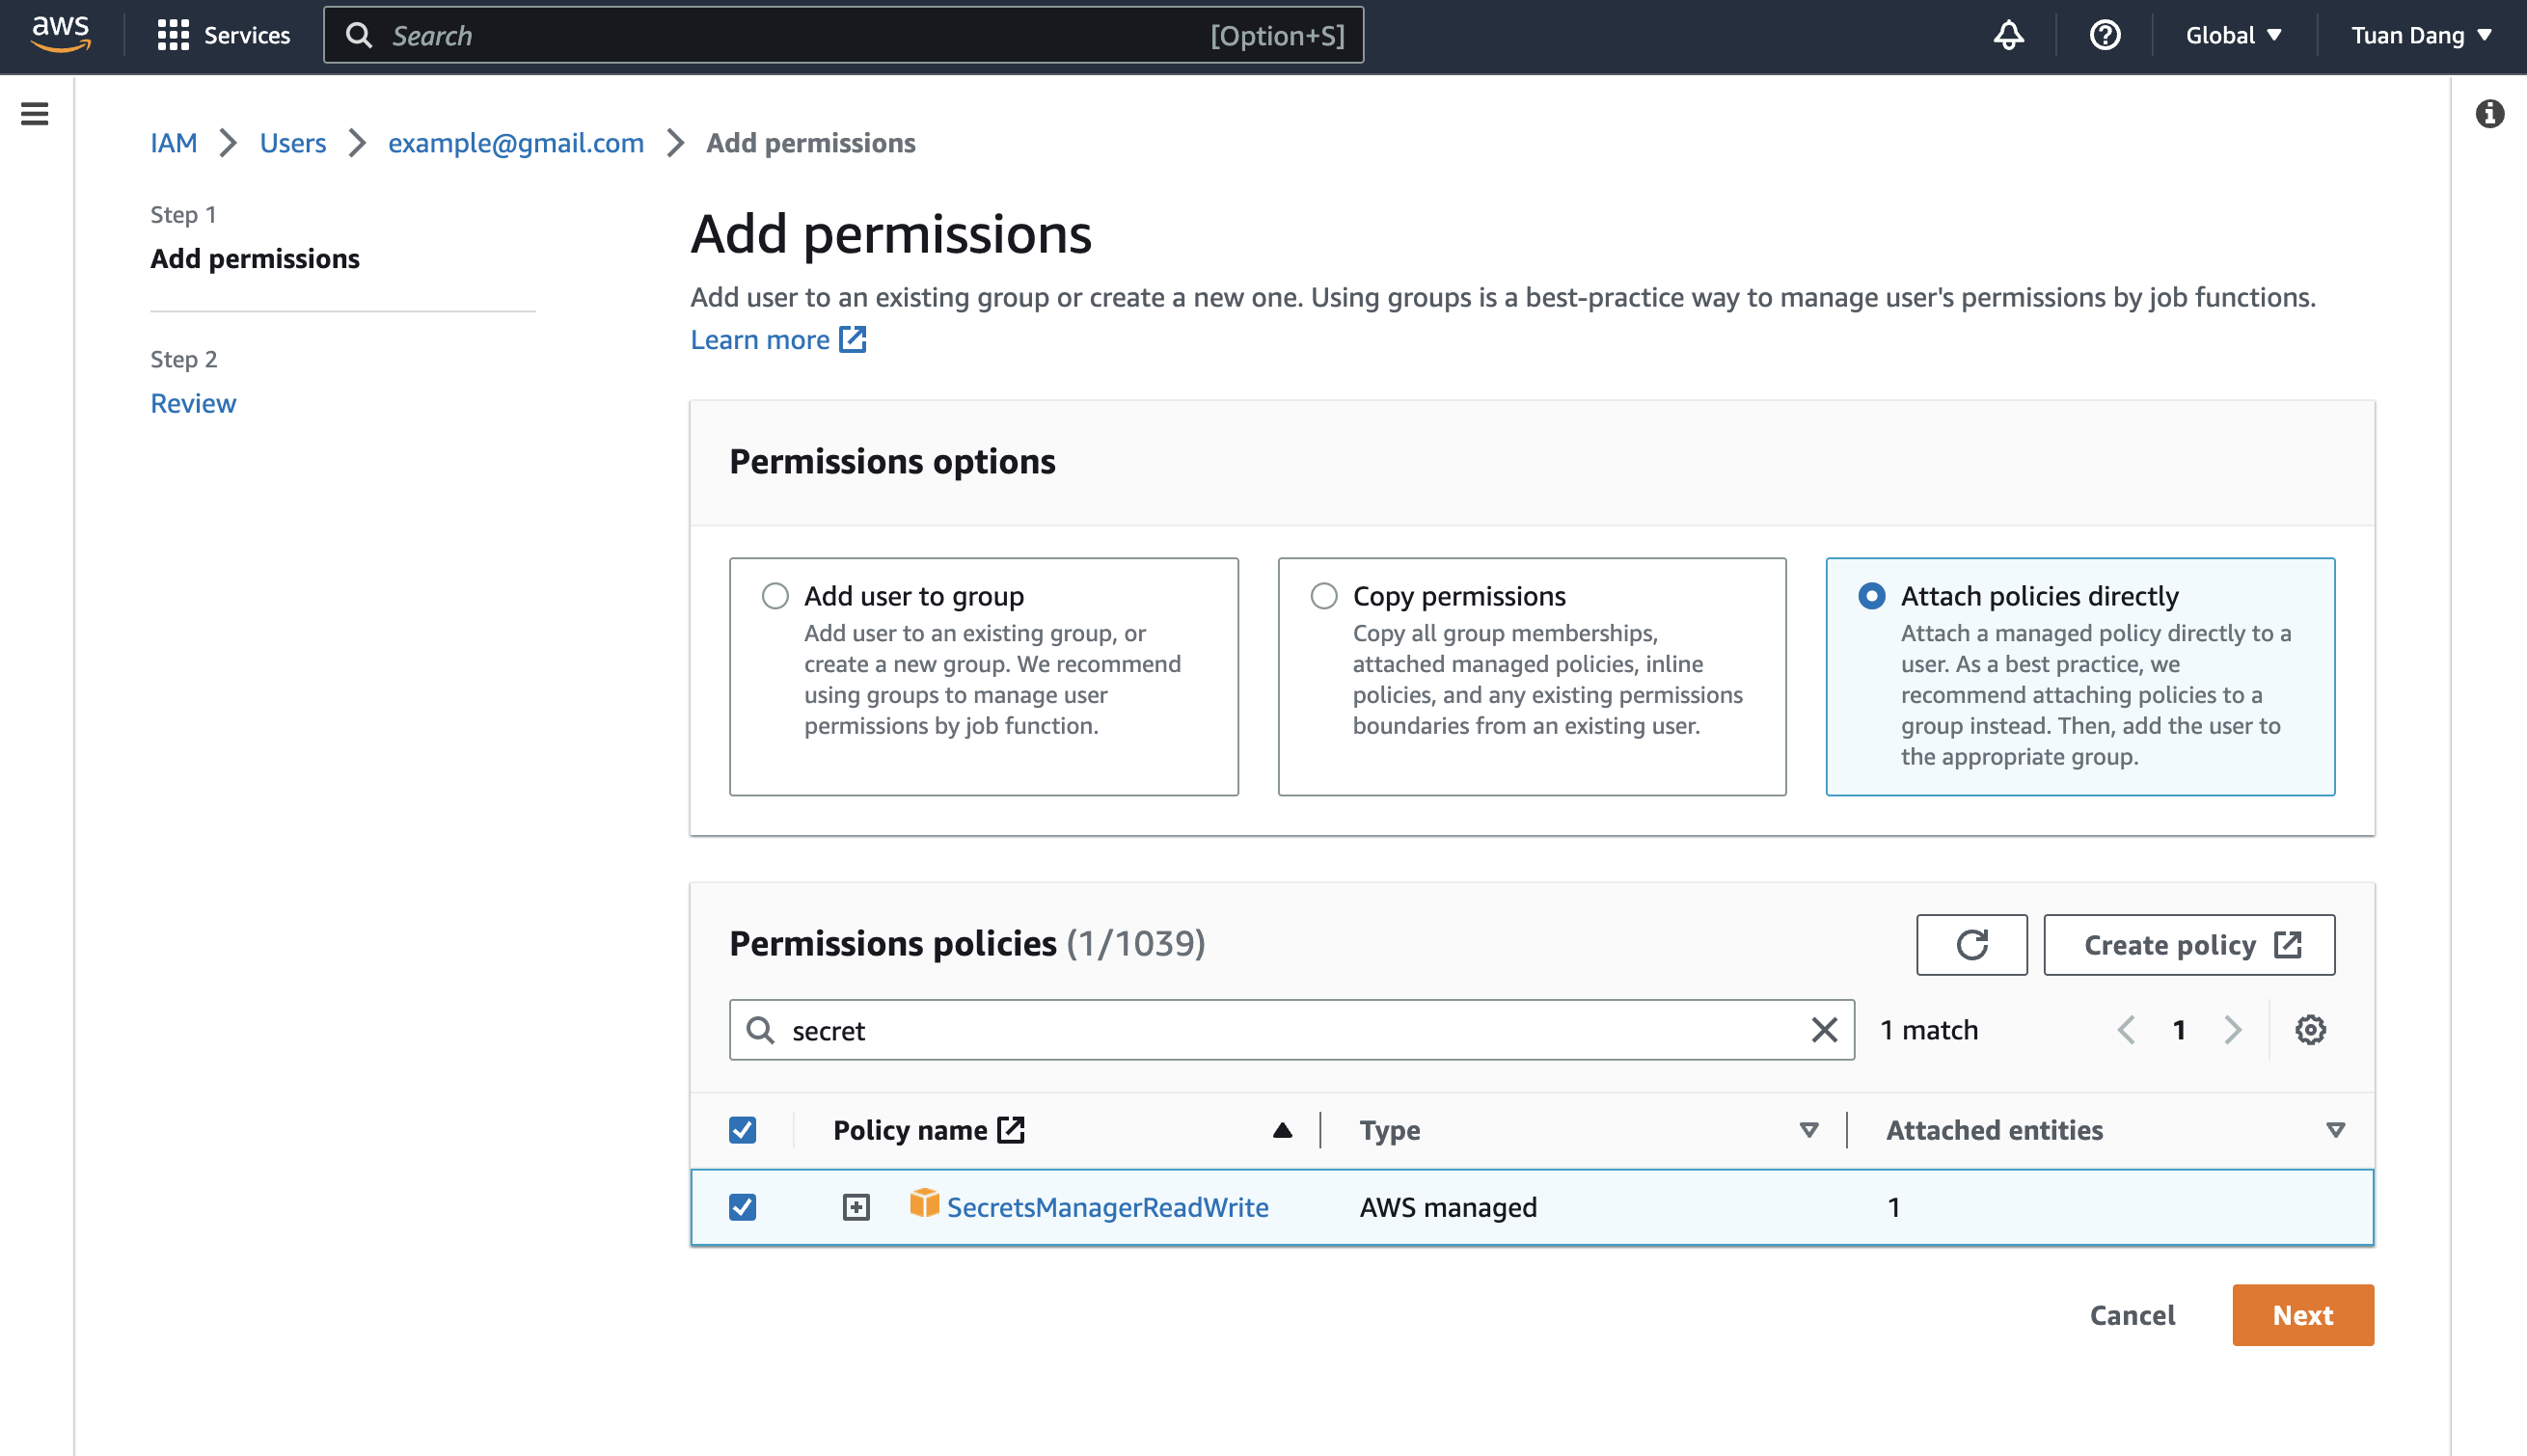 aws
Services
Search
[Option+S]
Global
Tuan Dang
IAM
Users
example@gmail.com
Add permissions
Step 1
Add permissions
Step 2
Review
Add permissions
Add user to an existing group or create a new one. Using groups is a best-practice way to manage user's permissions by job functions.
Learn more
Permissions options
Add user to group
Add user to an existing group, or
create a new group. We recommend
using groups to manage user
permissions by job function.
Copy permissions
Copy all group memberships,
attached managed policies, inline
policies, and any existing permissions
boundaries from an existing user.
Attach policies directly
Attach a managed policy directly to a
user. As a best practice, we
recommend attaching policies to a
group instead. Then, add the user to
the appropriate group.
Permissions policies (1/1039)
Create policy
secret
1 match
1
Policy name
Type
Attached entities
SecretsManagerReadWrite
AWS managed
1
Cancel
Next